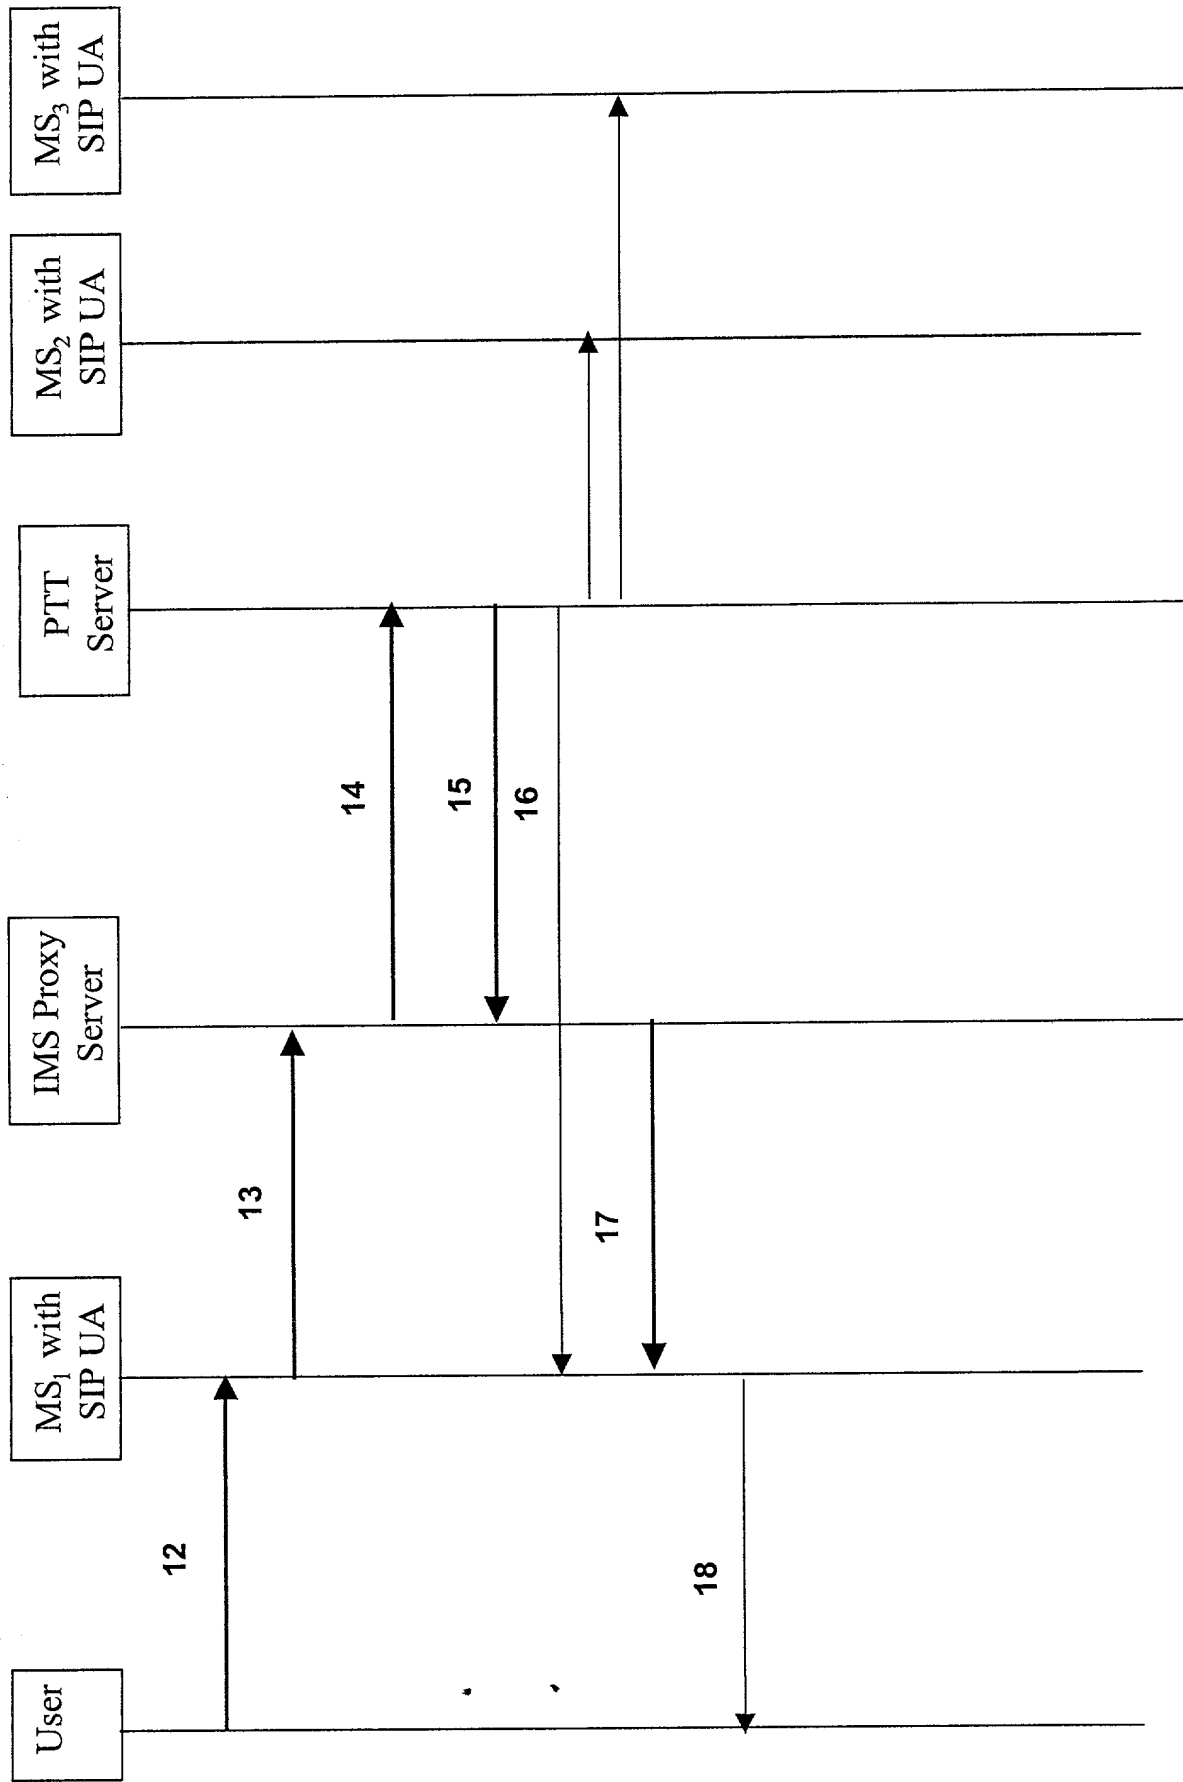 User
MS₁ with
SIP UA
IMS Proxy
Server
PTT
Server
MS₂ with
SIP UA
MS₃ with
SIP UA
12
13
14
15
16
17
18